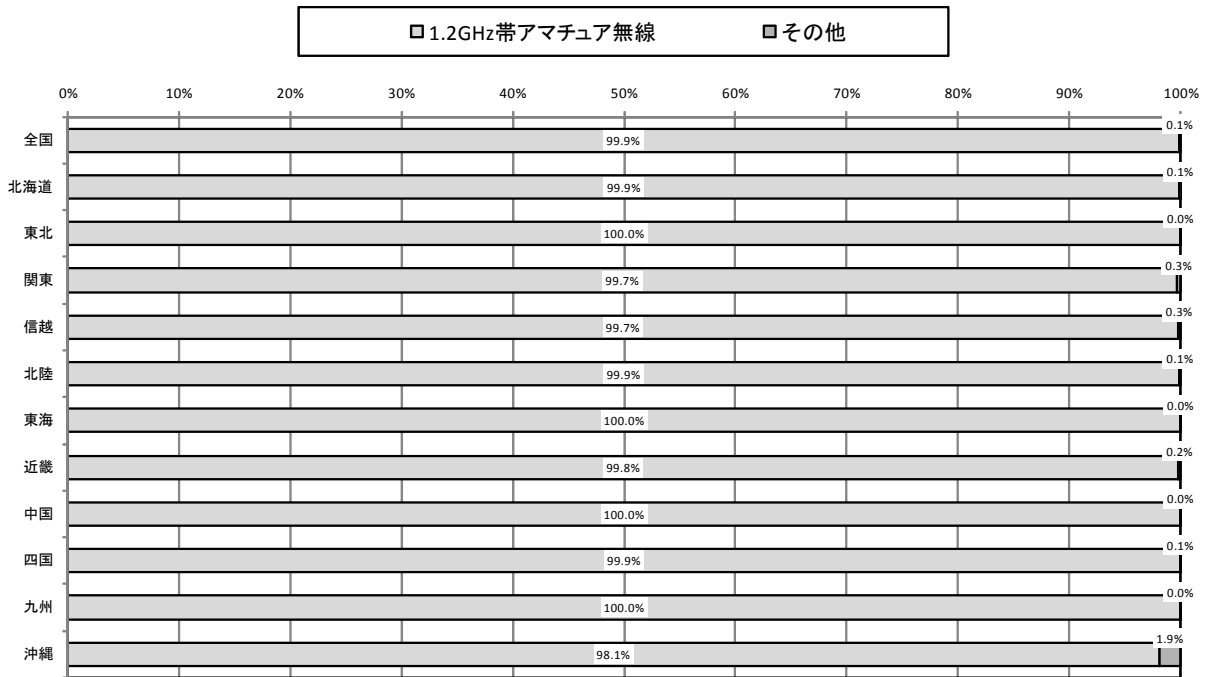 1.2GHz帯アマチュア無線 その他
0% 10% 20% 30% 40% 50% 60% 70% 80% 90% 100%
全国 99.9% 0.1%
北海道 99.9% 0.1%
東北 100.0% 0.0%
関東 99.7% 0.3%
信越 99.7% 0.3%
北陸 99.9% 0.1%
東海 100.0% 0.0%
近畿 99.8% 0.2%
中国 100.0% 0.0%
四国 99.9% 0.1%
九州 100.0% 0.0%
沖縄 98.1% 1.9%